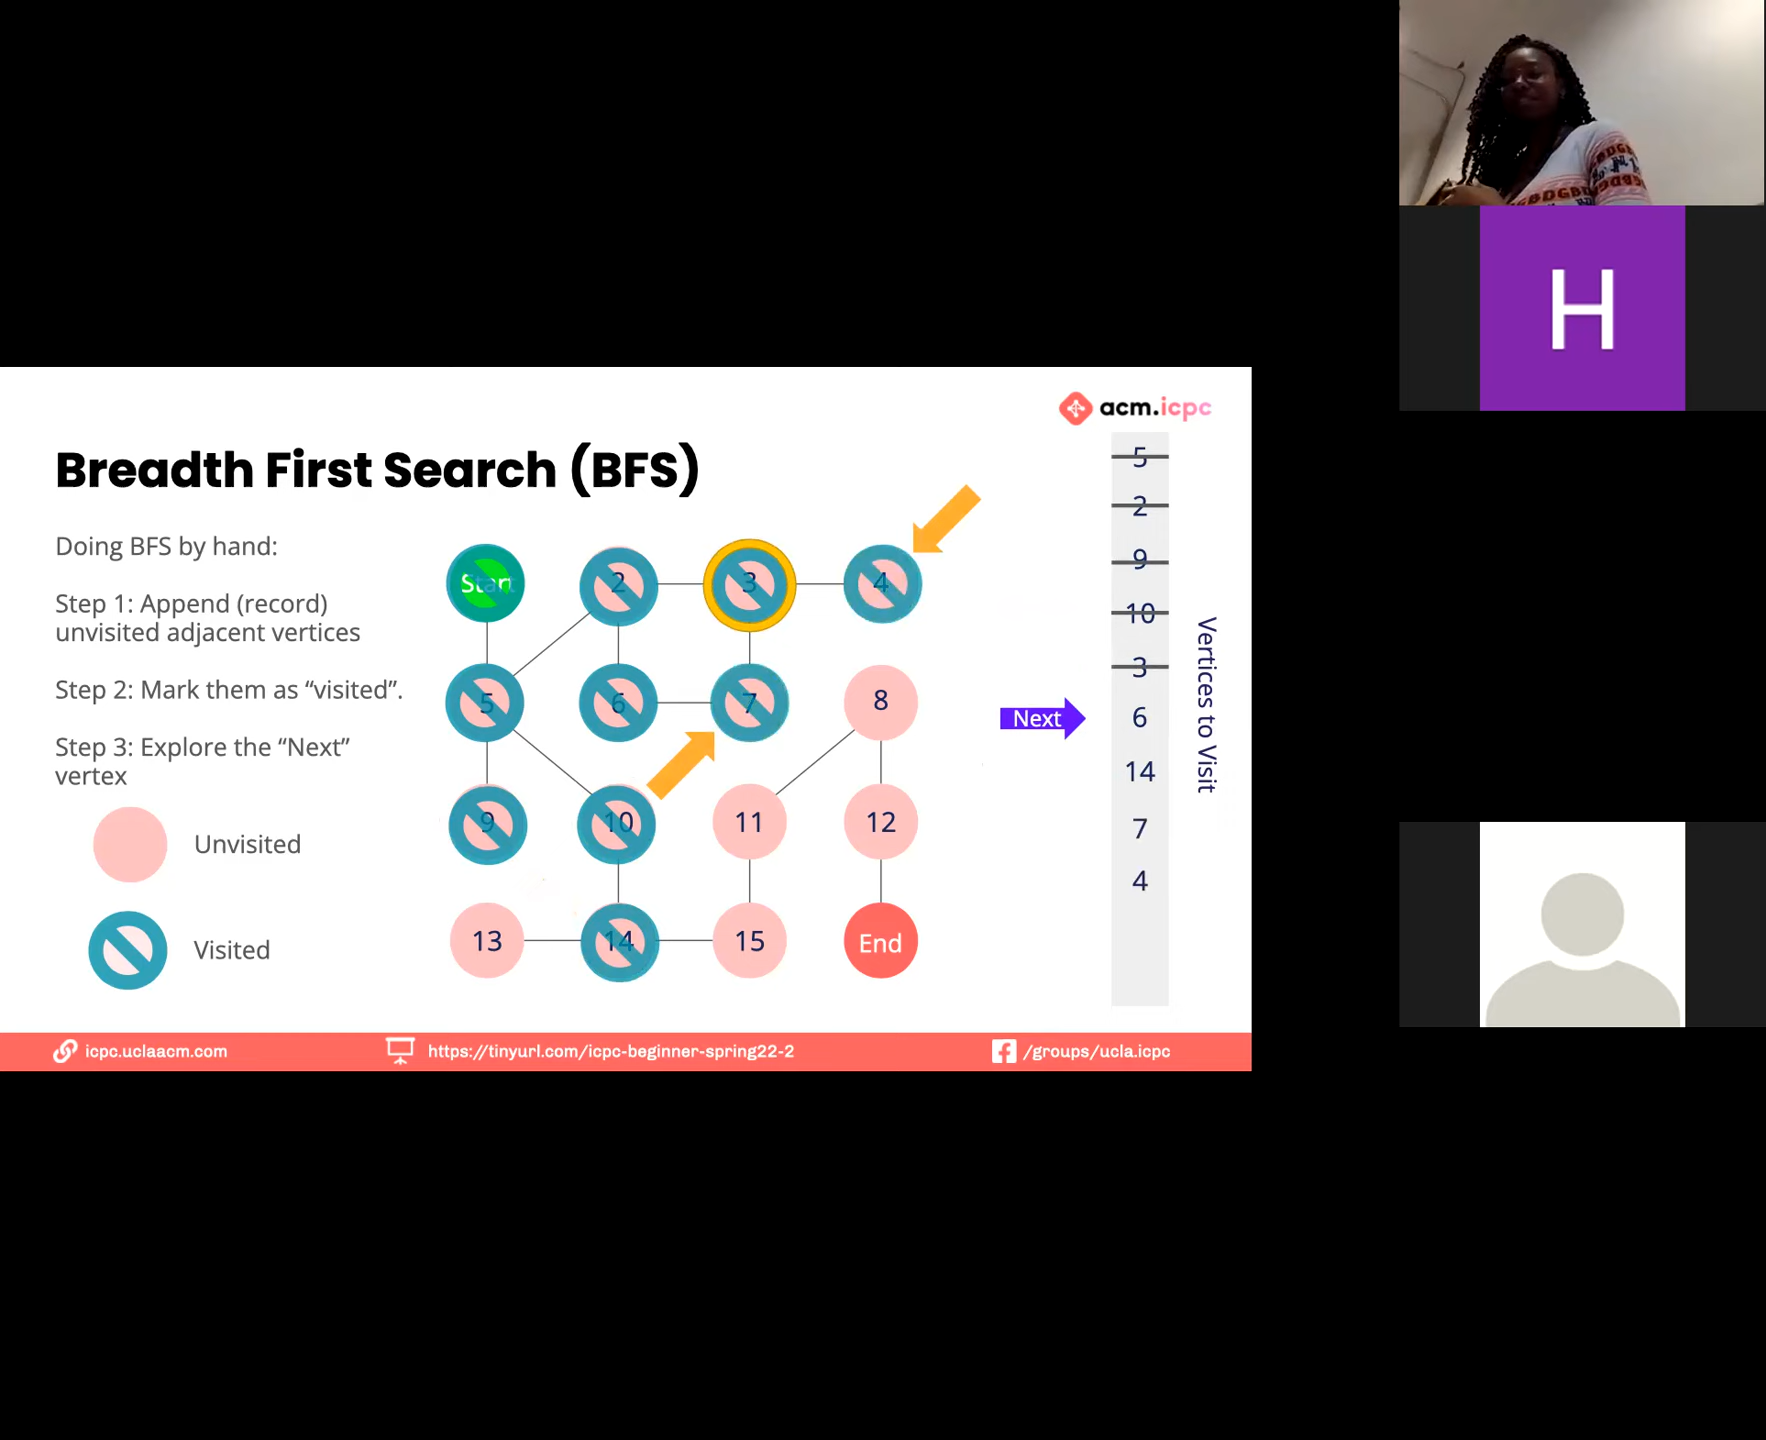 H
acm.icpc
Breadth First Search (BFS)
Doing BFS by hand:
Step 1: Append (record)
unvisited adjacent vertices
Step 2: Mark them as “visited”.
Step 3: Explore the “Next”
vertex
Unvisited
Visited
Start
2
3
4
5
6
7
8
9
10
11
12
13
14
15
End
Next
5
2
9
10
3
6
14
7
4
Vertices to Visit
icpc.uclaacm.com
https://tinyurl.com/icpc-beginner-spring22-2
/groups/ucla.icpc